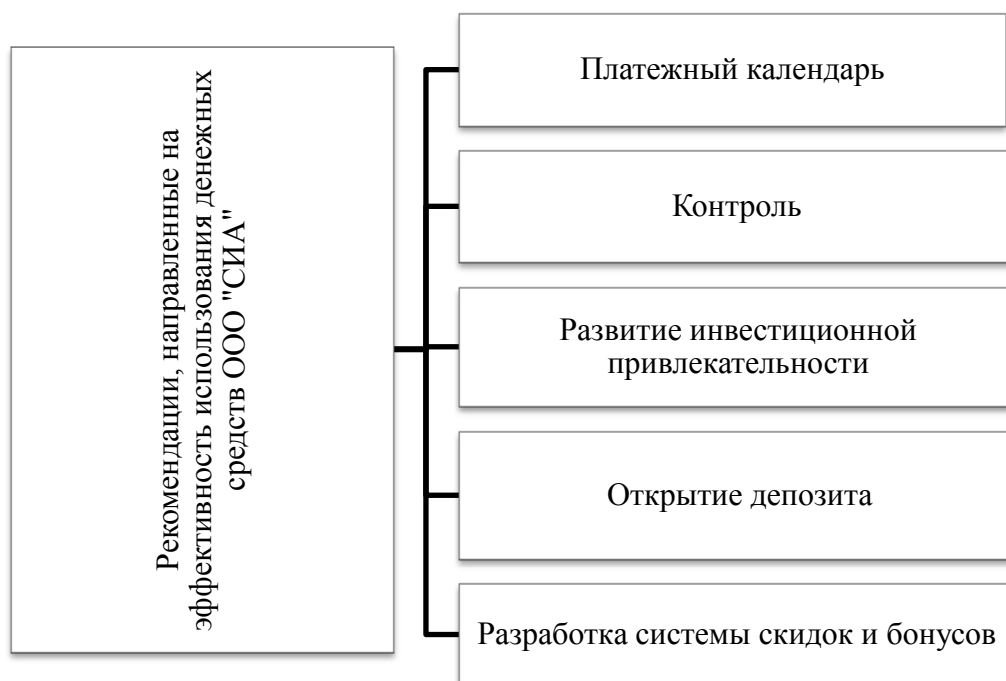 Рекомендации, направленные на
эффективность использования денежных
средств ООО "СИА"
Платежный календарь
Контроль
Развитие инвестиционной
привлекательности
Открытие депозита
Разработка системы скидок и бонусов